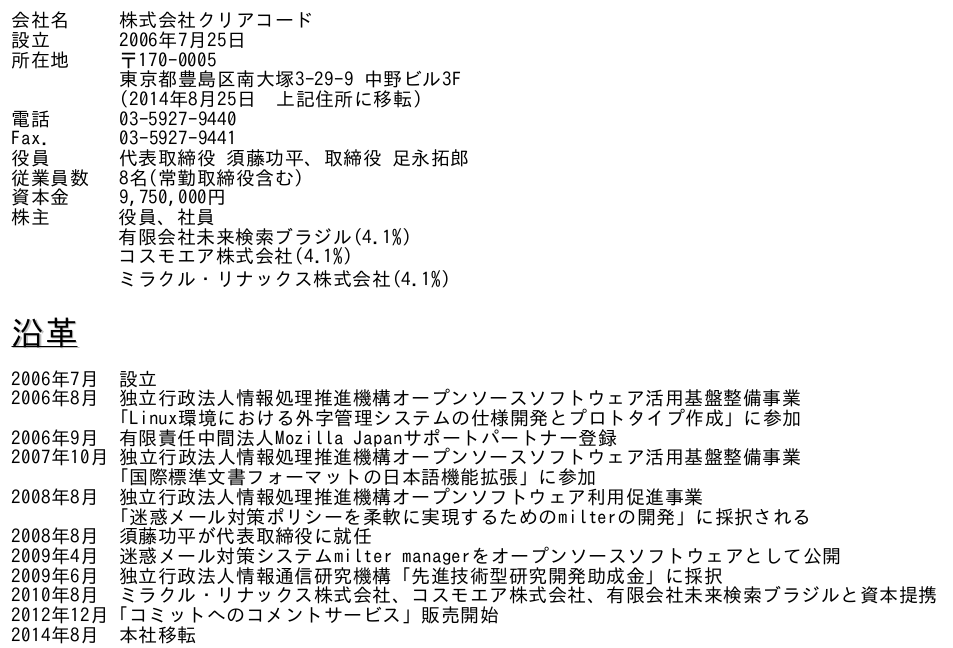 会社名 株式会社クリアコード
設立 2006年7月25日
所在地 〒170-0005
東京都豊島区南大塚3-29-9 中野ビル3F
(2014年8月25日 上記住所に移転)
電話 03-5927-9440
Fax. 03-5927-9441
役員 代表取締役 須藤功平、取締役 足永拓郎
従業員数 8名(常勤取締役含む)
資本金 9,750,000円
株主 役員、社員
有限会社未来検索ブラジル(4.1%)
コスモエア株式会社(4.1%)
ミラクル・リナックス株式会社(4.1%)
沿革
2006年7月 設立
2006年8月 独立行政法人情報処理推進機構オープンソースソフトウェア活用基盤整備事業
「Linux環境における外字管理システムの仕様開発とプロトタイプ作成」に参加
2006年9月 有限責任中間法人Mozilla Japanサポートパートナー登録
2007年10月 独立行政法人情報処理推進機構オープンソースソフトウェア活用基盤整備事業
「国際標準文書フォーマットの日本語機能拡張」に参加
2008年8月 独立行政法人情報処理推進機構オープンソフトウェア利用促進事業
「迷惑メール対策ポリシーを柔軟に実現するためのmilterの開発」に採択される
2008年8月 須藤功平が代表取締役に就任
2009年4月 迷惑メール対策システムmilter managerをオープンソースソフトウェアとして公開
2009年6月 独立行政法人情報通信研究機構「先進技術型研究開発助成金」に採択
2010年8月 ミラクル・リナックス株式会社、コスモエア株式会社、有限会社未来検索ブラジルと資本提携
2012年12月 「コミットへのコメントサービス」販売開始
2014年8月 本社移転